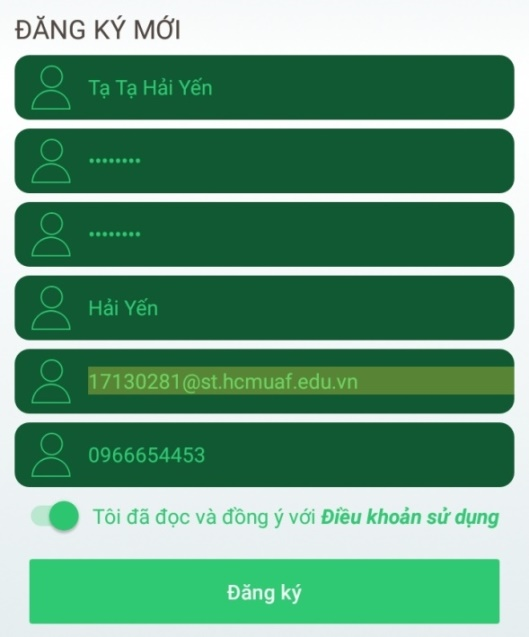 ĐĂNG KÝ MỚI
Tạ Tạ Hải Yến
••••••••
••••••••
Hải Yến
17130281@st.hcmuaf.edu.vn
0966654453
Tôi đã đọc và đồng ý với Điều khoản sử dụng
Đăng ký